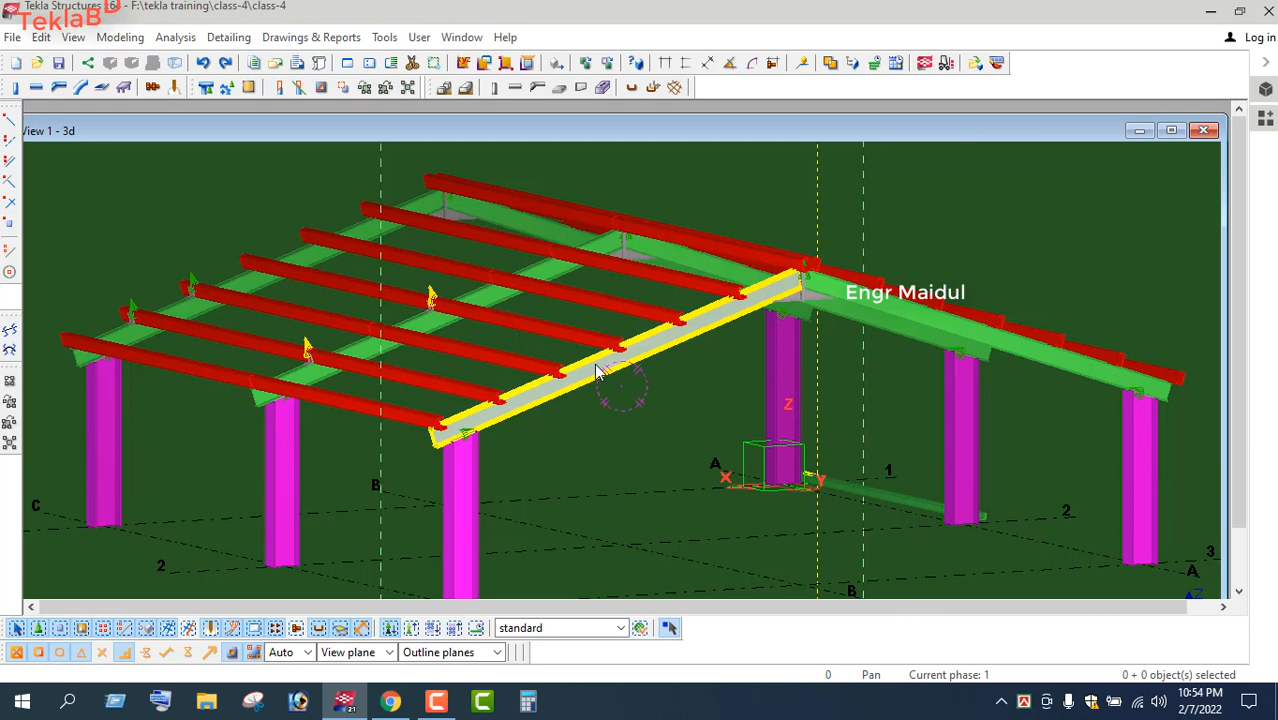 Tekla Structures
F:\tekla training\class-4\class-4
TeklaBD
File Edit View Modeling Analysis Detailing Drawings & Reports Tools User Window Help
Log in
View 1 - 3d
Engr Maidul
Z
A
X
Y
1
B
C
2
2
3
A
B
Z
standard
Auto
View plane
Outline planes
0
Pan
Current phase: 1
0 + 0 object(s) selected
21
10:54 PM
2/7/2022